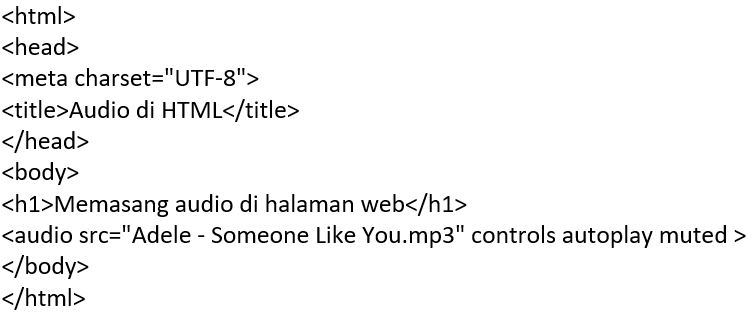 <html>
<head>
<meta charset="UTF-8">
<title>Audio di HTML</title>
</head>
<body>
<h1>Memasang audio di halaman web</h1>
<audio src="Adele - Someone Like You.mp3" controls autoplay muted >
</body>
</html>